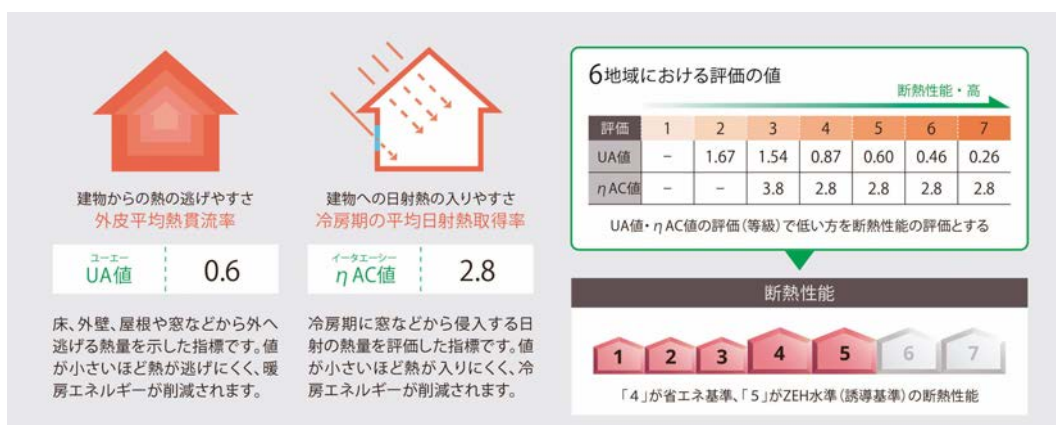 建物からの熱の逃げやすさ
外皮平均熱貫流率
ユーエー
UA値
0.6
床、外壁、屋根や窓などから外へ
逃げる熱量を示した指標です。値
が小さいほど熱が逃げにくく、暖
房エネルギーが削減されます。
建物への日射熱の入りやすさ
冷房期の平均日射熱取得率
イータエーシー
ηAC値
2.8
冷房期に窓などから侵入する日
射の熱量を評価した指標です。値
が小さいほど熱が入りにくく、冷
房エネルギーが削減されます。
6地域における評価の値
断熱性能・高
評価 1 2 3 4 5 6 7
UA値 － 1.67 1.54 0.87 0.60 0.46 0.26
ηAC値 － － 3.8 2.8 2.8 2.8 2.8
UA値・ηAC値の評価(等級)で低い方を断熱性能の評価とする
断熱性能
1 2 3 4 5 6 7
「4」が省エネ基準、「5」がZEH水準(誘導基準)の断熱性能